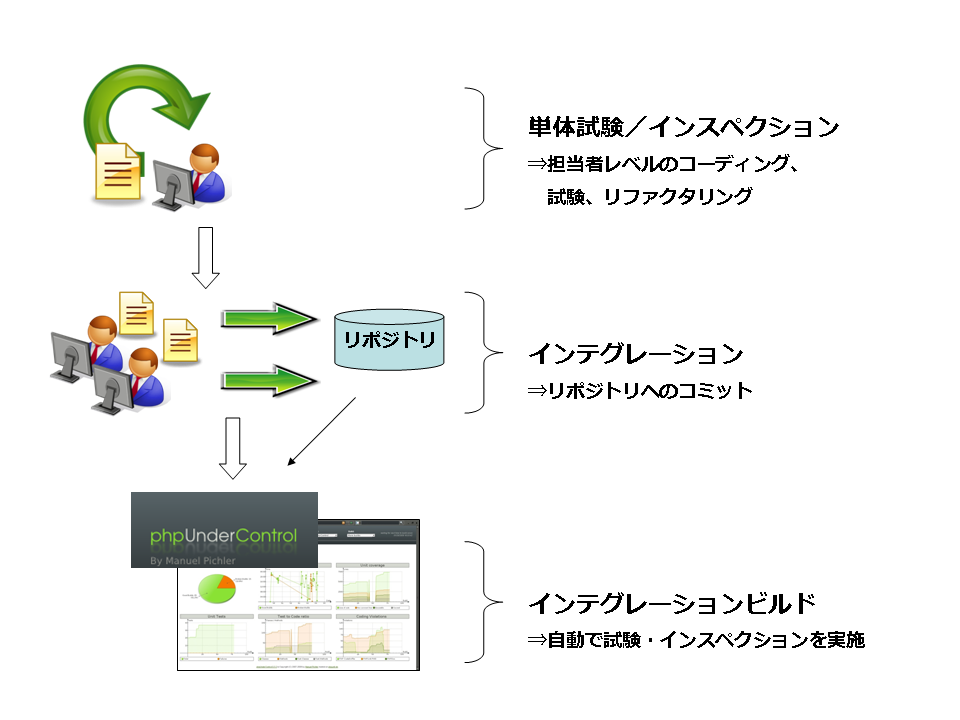 単体試験／インスペクション
⇒担当者レベルのコーディング、
試験、リファクタリング
リポジトリ
インテグレーション
⇒リポジトリへのコミット
phpUnderControl
By Manuel Pichler
Unit coverage
Unit Tests
Test to Code ratio
Coding Violations
インテグレーションビルド
⇒自動で試験・インスペクションを実施